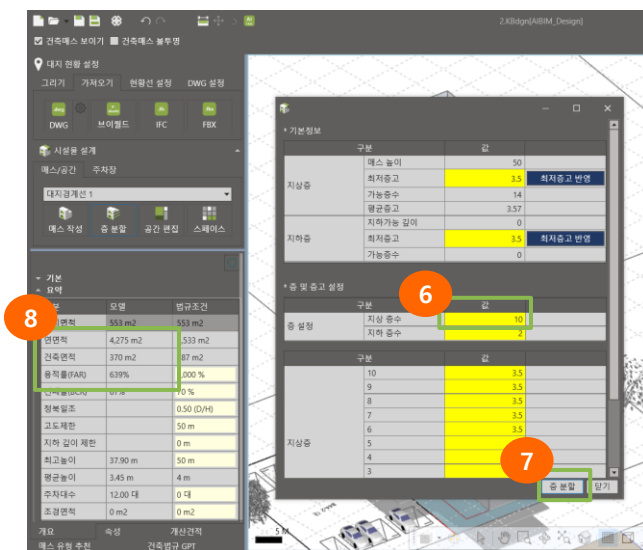 2.KBdgn[AIBIM_Design]
건축매스 보이기 건축매스 불투명
대지 현황 설정
그리기 가져오기 현황선 설정 DWG 설정
DWG 브이월드 IFC FBX
시설물 설계
매스/공간 주차장
대지경계선 1
매스 작성 층 분할 공간 편집 스페이스
기본
요약
모델 법규조건
553 m2 553 m2
연면적 4,275 m2
건축면적 370 m2
용적률(FAR) 639%
70 %
정북일조 0.50 (D/H)
고도제한 50 m
지하 깊이 제한 0 m
최고높이 37.90 m 50 m
평균높이 3.45 m 4 m
주차대수 12.00 대 0 대
조경면적 0 m2 0 m2
개요 속성 개산견적
매스 유형 추천 건축법규 GPT
8
• 기본정보
구분 값
지상층
매스 높이 50
최저층고 3.5 최저층고 반영
가능층수 14
평균층고 3.57
지하층
지하가능 깊이 0
최저층고 3.5 최저층고 반영
가능층수 0
• 층 및 층고 설정
6
구분 값
층 설정
지상 층수 10
지하 층수 2
구분 값
지상층
10 3.5
9 3.5
8 3.5
7 3.5
6 3.5
5
4
3
7
층 분할 닫기
5 M